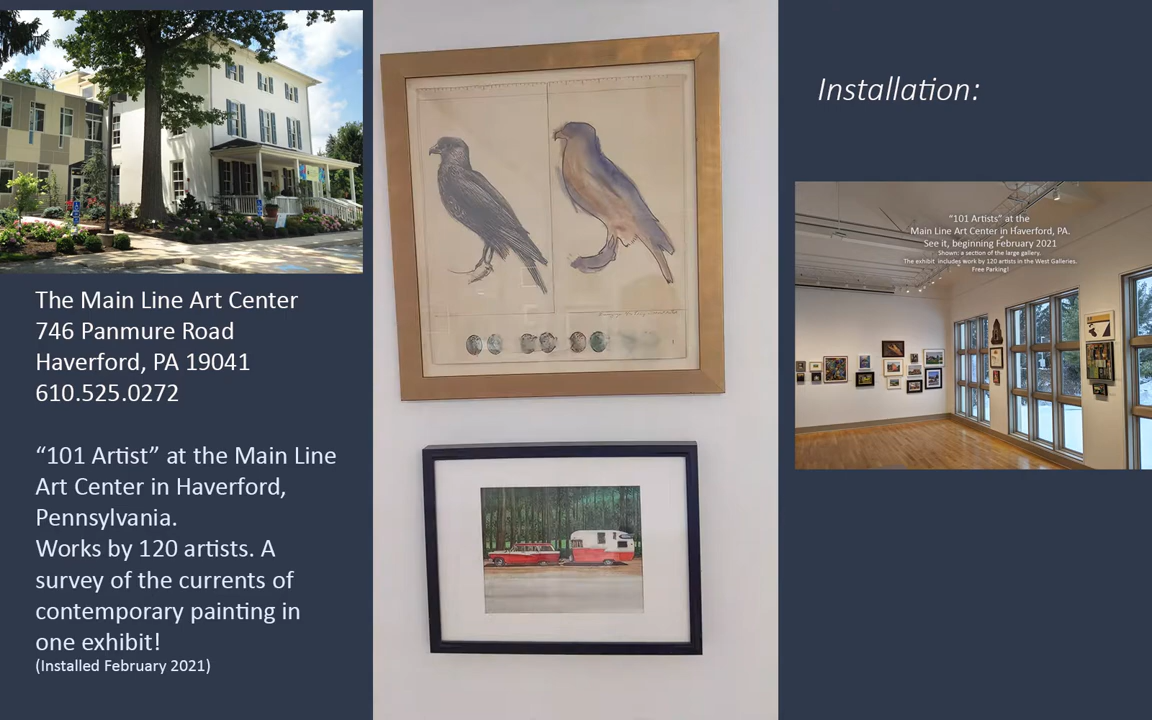 The Main Line Art Center
746 Panmure Road
Haverford, PA 19041
610.525.0272
“101 Artist” at the Main Line
Art Center in Haverford,
Pennsylvania.
Works by 120 artists. A
survey of the currents of
contemporary painting in
one exhibit!
(Installed February 2021)
Installation:
“101 Artists” at the
Main Line Art Center in Haverford, PA.
See it, beginning February 2021
Shown: a section of the large gallery.
The exhibit includes work by 120 artists in the West Galleries.
Free Parking!